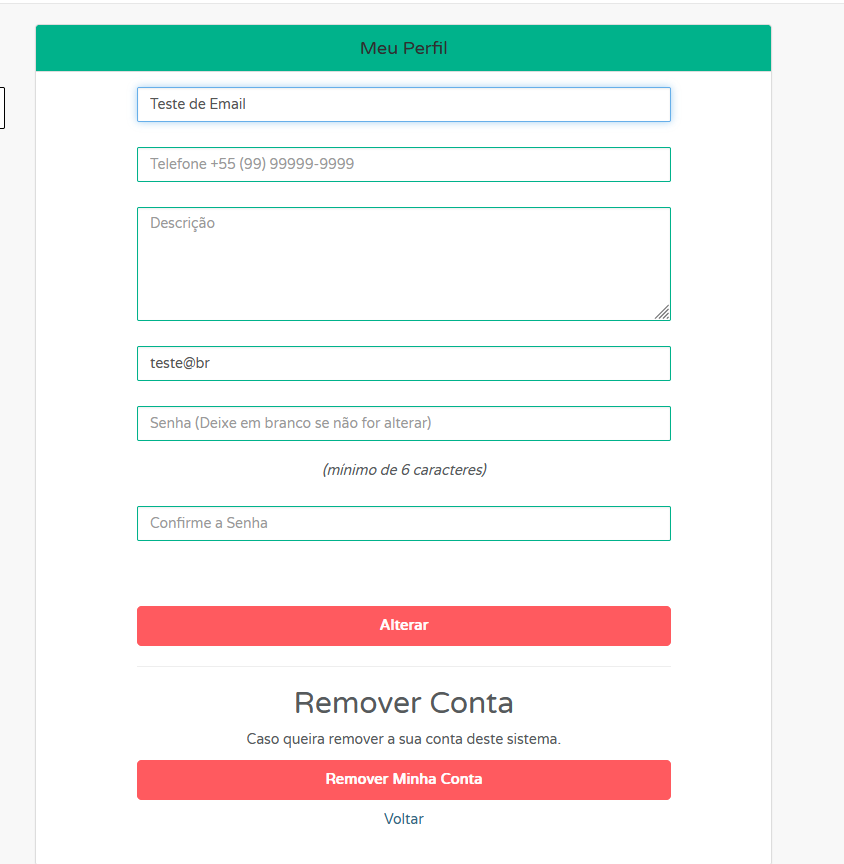 Meu Perfil
Teste de Email
Telefone +55 (99) 99999-9999
Descrição
teste@br
Senha (Deixe em branco se não for alterar)
(mínimo de 6 caracteres)
Confirme a Senha
Alterar
Remover Conta
Caso queira remover a sua conta deste sistema.
Remover Minha Conta
Voltar